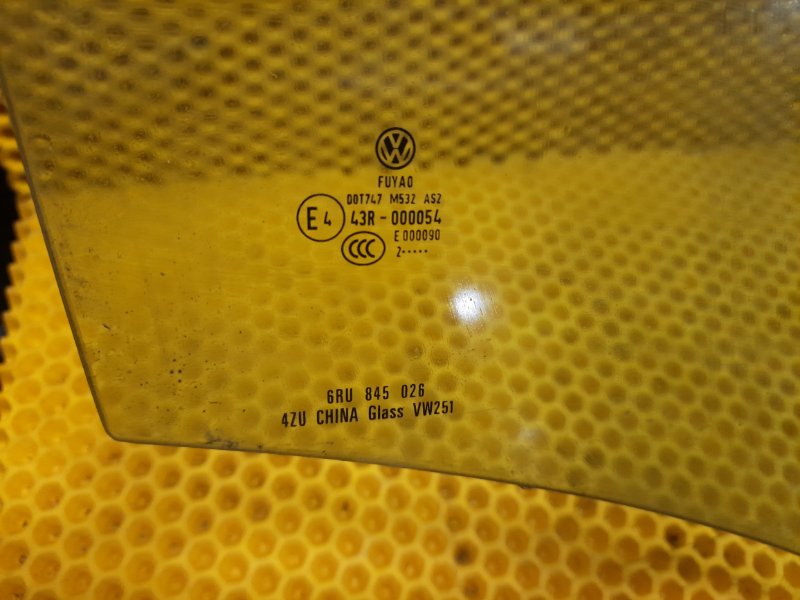 FUYAO
DOT747 M532 AS2
E4 43R-000054
E 000090
CCC
2·····
6RU 845 026
4ZU CHINA Glass VW251